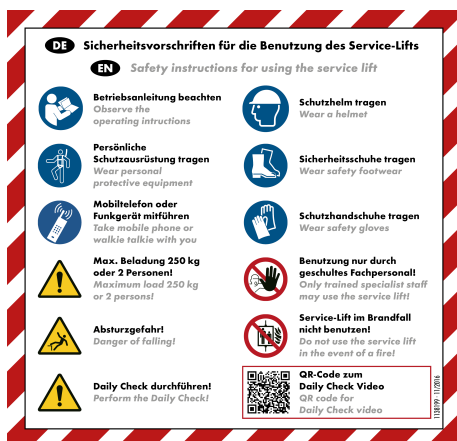 DE Sicherheitsvorschriften für die Benutzung des Service-Lifts
EN Safety instructions for using the service lift
Betriebsanleitung beachten
Observe the
operating intructions
Schutzhelm tragen
Wear a helmet
Persönliche
Schutzausrüstung tragen
Wear personal
protective equipment
Sicherheitsschuhe tragen
Wear safety footwear
Mobiltelefon oder
Funkgerät mitführen
Take mobile phone or
walkie talkie with you
Schutzhandschuhe tragen
Wear safety gloves
Max. Beladung 250 kg
oder 2 Personen!
Maximum load 250 kg
or 2 persons!
Benutzung nur durch
geschultes Fachpersonal!
Only trained specialist staff
may use the service lift!
Absturzgefahr!
Danger of falling!
Service-Lift im Brandfall
nicht benutzen!
Do not use the service lift
in the event of a fire!
Daily Check durchführen!
Perform the Daily Check!
QR-Code zum
Daily Check Video
QR code for
Daily Check video
1138199 - 11/2016